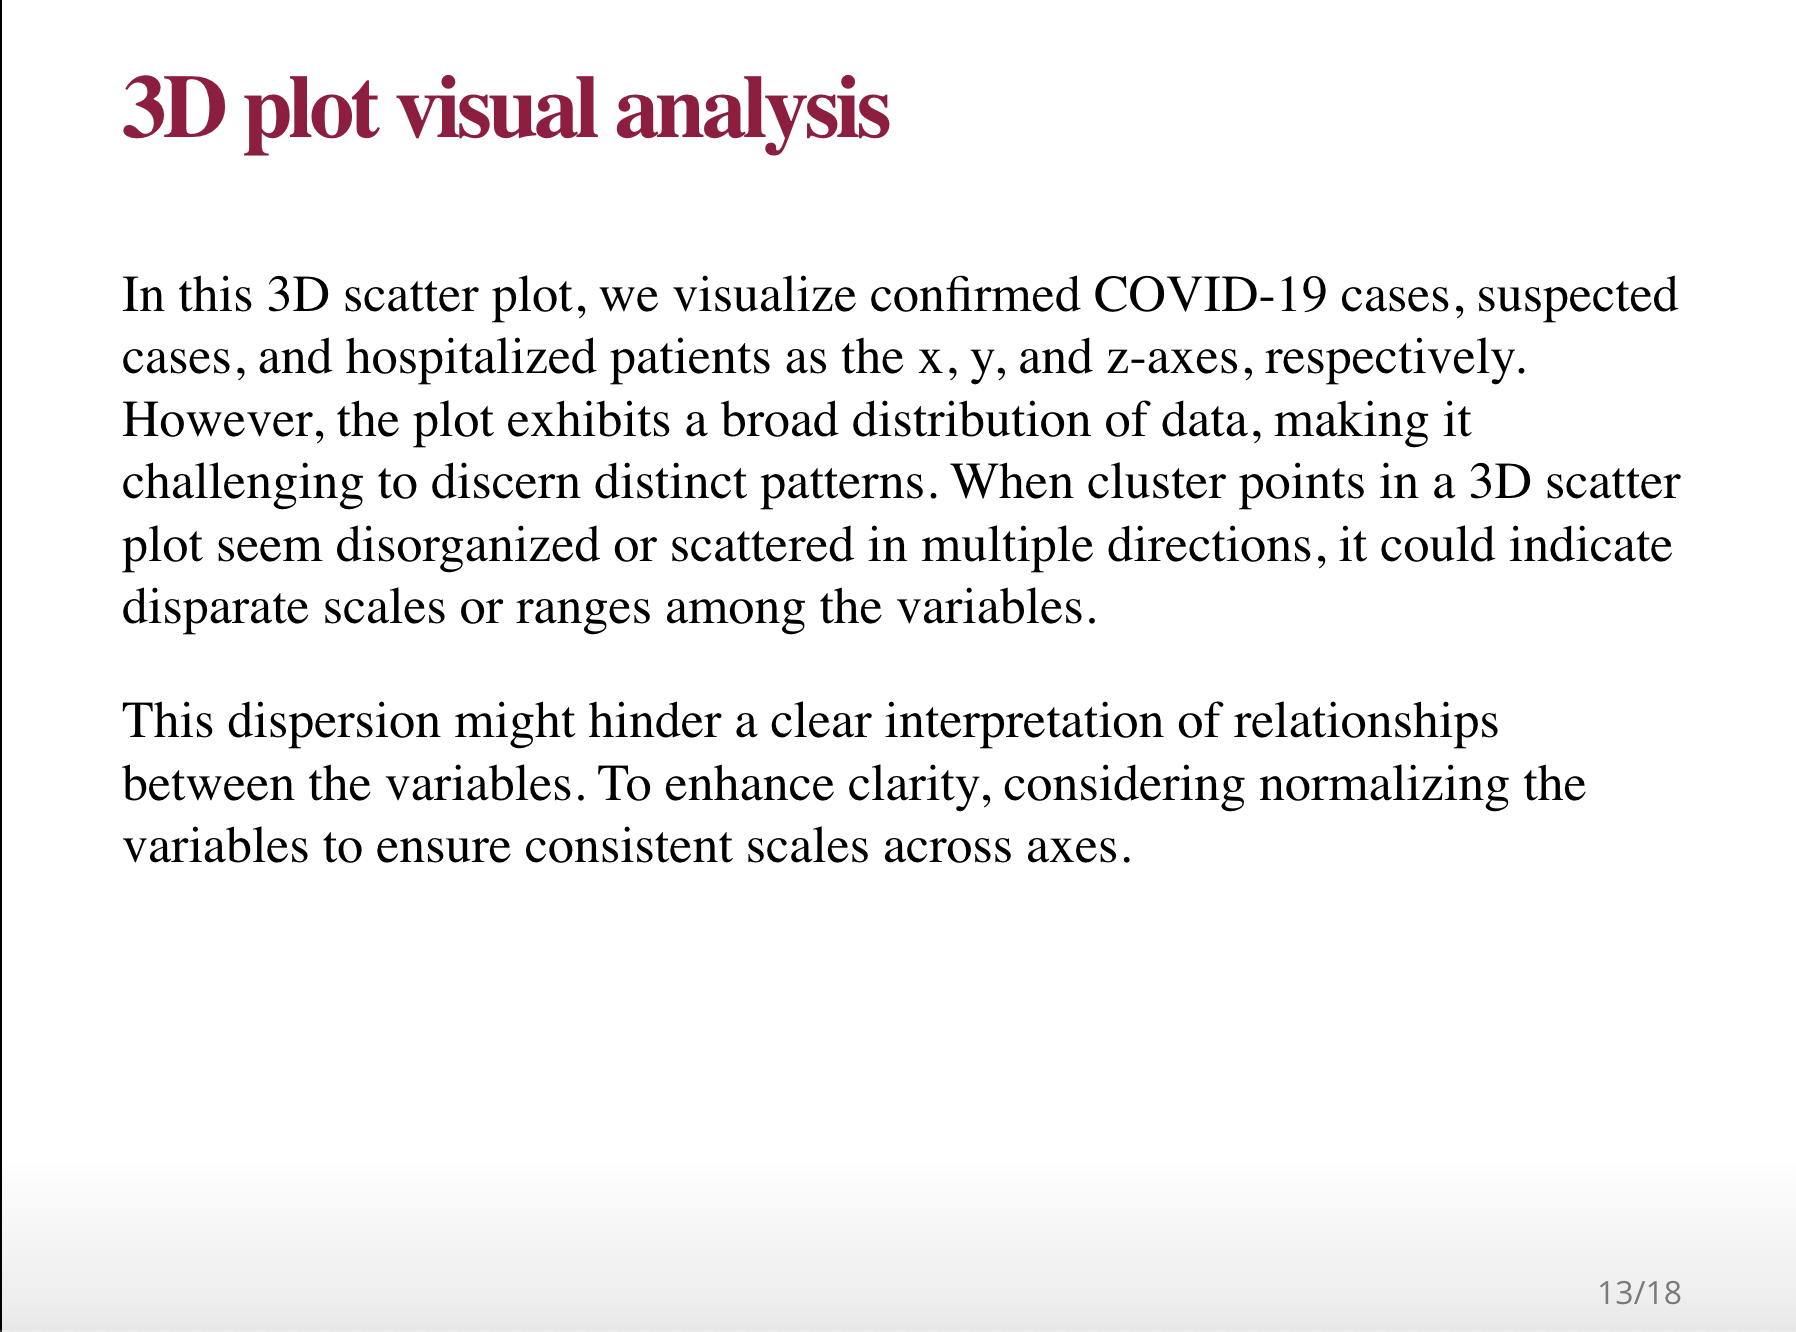 3D plot visual analysis
In this 3D scatter plot, we visualize confirmed COVID-19 cases, suspected
cases, and hospitalized patients as the x, y, and z-axes, respectively.
However, the plot exhibits a broad distribution of data, making it
challenging to discern distinct patterns. When cluster points in a 3D scatter
plot seem disorganized or scattered in multiple directions, it could indicate
disparate scales or ranges among the variables.
This dispersion might hinder a clear interpretation of relationships
between the variables. To enhance clarity, considering normalizing the
variables to ensure consistent scales across axes.
13/18